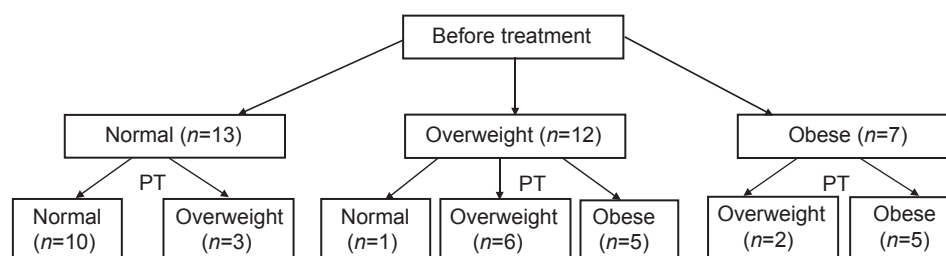 Before treatment
Normal (n=13)
Overweight (n=12)
Obese (n=7)
PT
PT
PT
Normal
(n=10)
Overweight
(n=3)
Normal
(n=1)
Overweight
(n=6)
Obese
(n=5)
Overweight
(n=2)
Obese
(n=5)